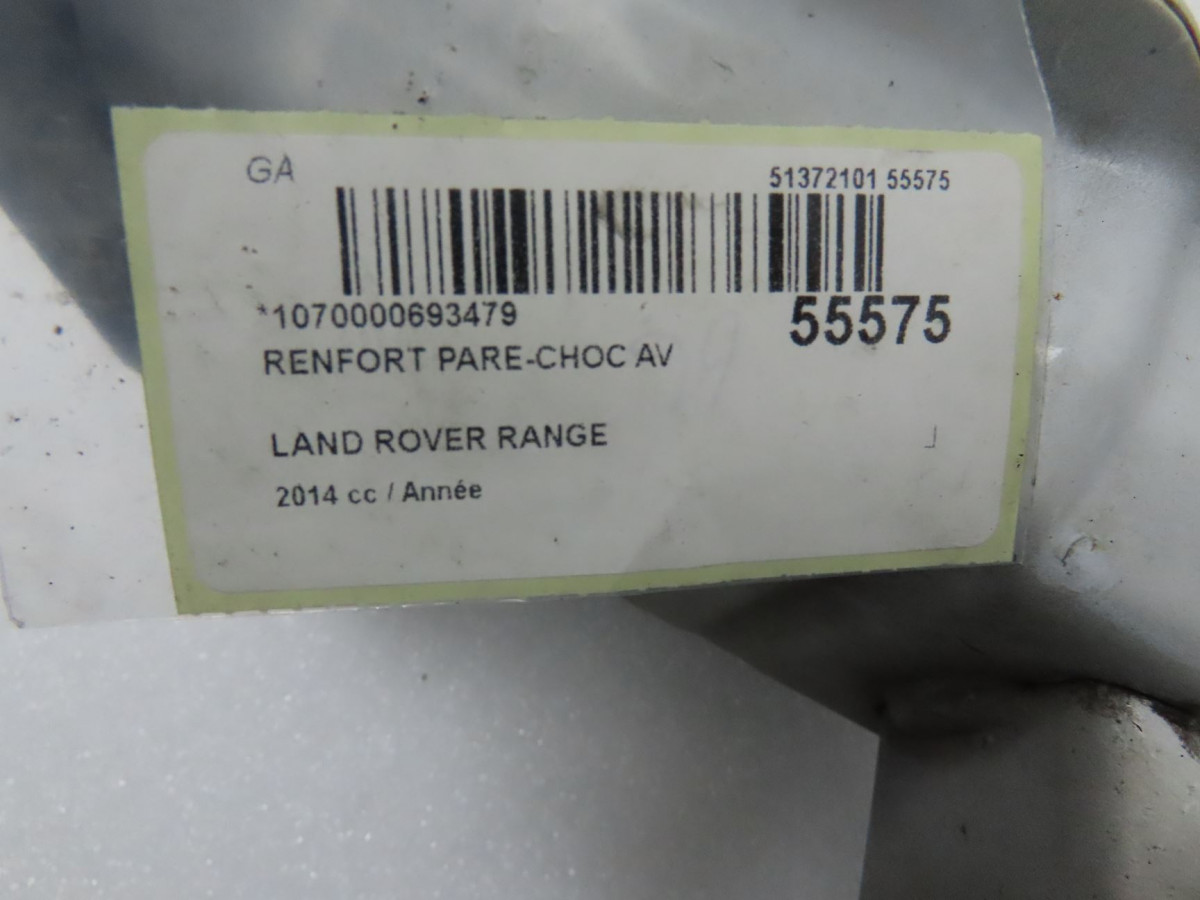 GA
51372101 55575
*1070000693479
55575
RENFORT PARE-CHOC AV
LAND ROVER RANGE
2014 cc / Année